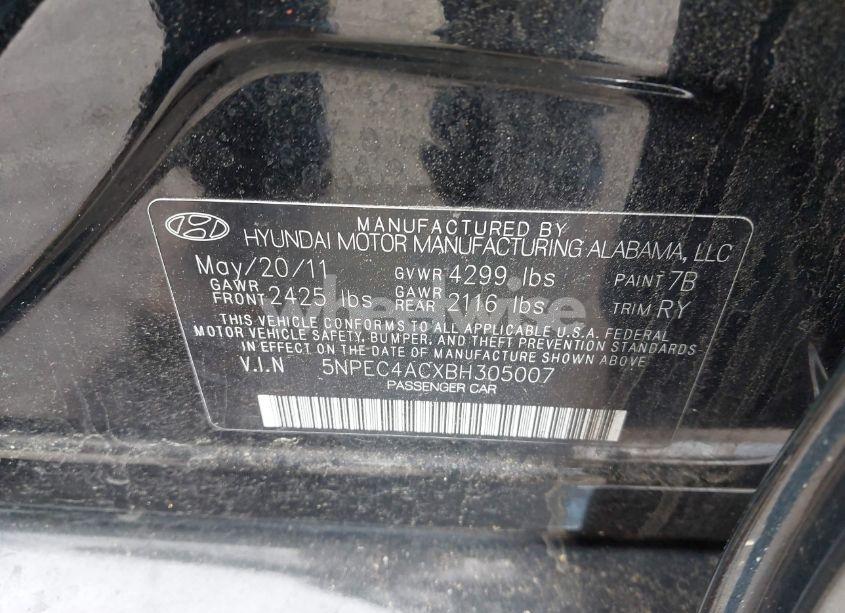 MANUFACTURED BY
HYUNDAI MOTOR MANUFACTURING ALABAMA, LLC
May/20/11 GVWR 4299 lbs PAINT 7B
GAWR FRONT 2425 lbs GAWR REAR 2116 lbs TRIM RY
THIS VEHICLE CONFORMS TO ALL APPLICABLE U.S.A. FEDERAL
MOTOR VEHICLE SAFETY, BUMPER, AND THEFT PREVENTION STANDARDS
IN EFFECT ON THE DATE OF MANUFACTURE SHOWN ABOVE
V.I.N 5NPEC4ACXBH305007
PASSENGER CAR
wheelwise